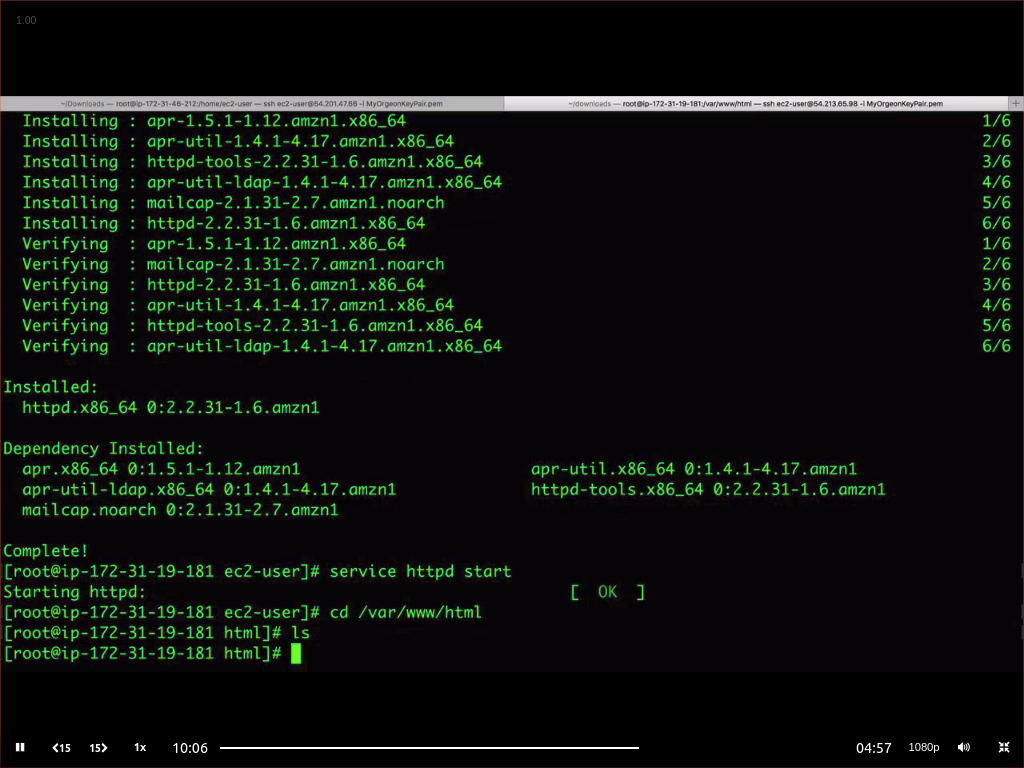 1.00
~/Downloads — root@ip-172-31-46-212:/home/ec2-user — ssh ec2-user@54.201.47.66 -i MyOrgeonKeyPair.pem
~/downloads — root@ip-172-31-19-181:/var/www/html — ssh ec2-user@54.213.65.98 -i MyOrgeonKeyPair.pem +
Installing : apr-1.5.1-1.12.amzn1.x86_64 1/6
Installing : apr-util-1.4.1-4.17.amzn1.x86_64 2/6
Installing : httpd-tools-2.2.31-1.6.amzn1.x86_64 3/6
Installing : apr-util-ldap-1.4.1-4.17.amzn1.x86_64 4/6
Installing : mailcap-2.1.31-2.7.amzn1.noarch 5/6
Installing : httpd-2.2.31-1.6.amzn1.x86_64 6/6
Verifying : apr-1.5.1-1.12.amzn1.x86_64 1/6
Verifying : mailcap-2.1.31-2.7.amzn1.noarch 2/6
Verifying : httpd-2.2.31-1.6.amzn1.x86_64 3/6
Verifying : apr-util-1.4.1-4.17.amzn1.x86_64 4/6
Verifying : httpd-tools-2.2.31-1.6.amzn1.x86_64 5/6
Verifying : apr-util-ldap-1.4.1-4.17.amzn1.x86_64 6/6
Installed:
httpd.x86_64 0:2.2.31-1.6.amzn1
Dependency Installed:
apr.x86_64 0:1.5.1-1.12.amzn1 apr-util.x86_64 0:1.4.1-4.17.amzn1
apr-util-ldap.x86_64 0:1.4.1-4.17.amzn1 httpd-tools.x86_64 0:2.2.31-1.6.amzn1
mailcap.noarch 0:2.1.31-2.7.amzn1
Complete!
[root@ip-172-31-19-181 ec2-user]# service httpd start
Starting httpd: [ OK ]
[root@ip-172-31-19-181 ec2-user]# cd /var/www/html
[root@ip-172-31-19-181 html]# ls
[root@ip-172-31-19-181 html]#
15 15 1x 10:06 04:57 1080p